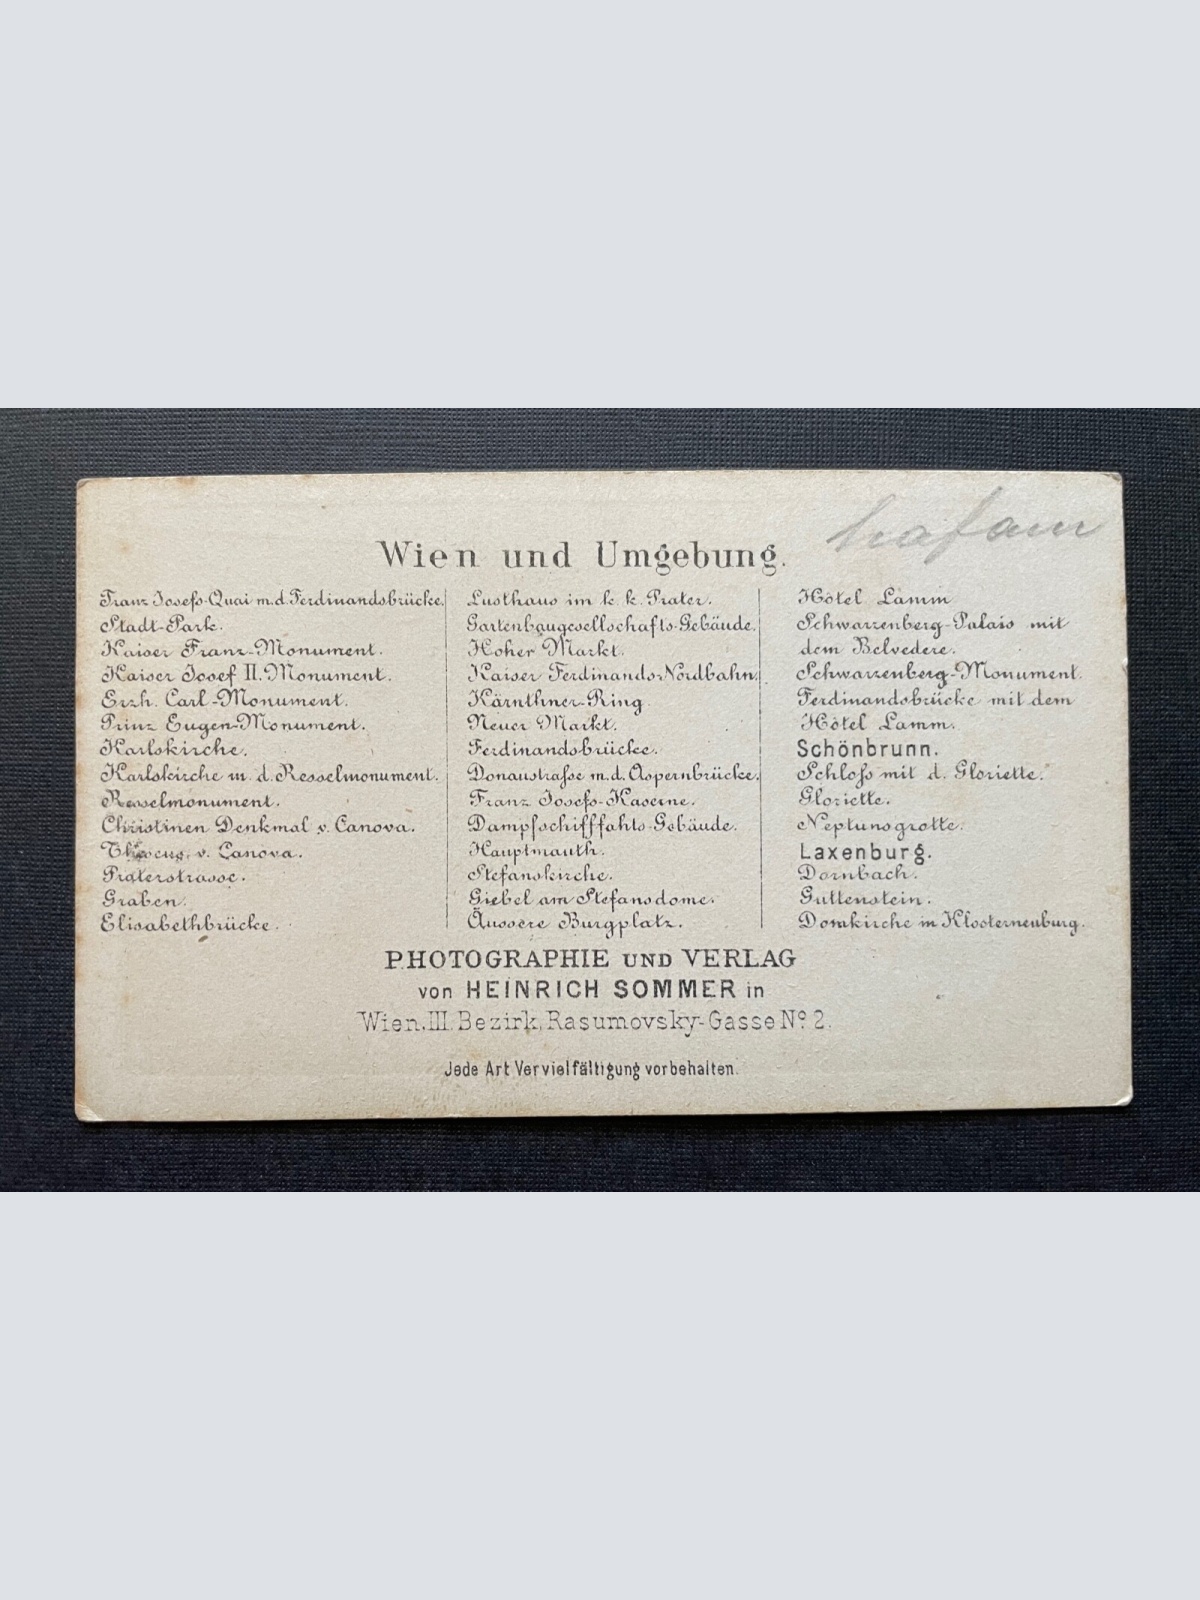 Wien und Umgebung.
Franz Josefs-Quai m.d. Ferdinandsbrücke.
Stadt-Park.
Kaiser Franz-Monument.
Kaiser Josef II.-Monument.
Erzh. Carl-Monument.
Prinz Eugen-Monument.
Karlskirche.
Karlskirche m. d. Resselmonument.
Resselmonument.
Christinen Denkmal v. Canova.
Theseus, v. Canova.
Praterstrasse.
Graben.
Elisabethbrücke.
Lusthaus im k. k. Prater.
Gartenbaugesellschafts-Gebäude.
Hoher Markt.
Kaiser Ferdinands-Nordbahn.
Kärnthner-Ring.
Neuer Markt.
Ferdinandsbrücke.
Donaustraſse m.d. Aspernbrücke.
Franz Josefs-Kaserne.
Dampfschifffahts-Gebäude.
Hauptmauth.
Stefanskirche.
Giebel am Stefansdome.
Äussere Burgplatz.
Hôtel Lamm
Schwarzenberg-Palais mit
dem Belvedere.
Schwarzenberg-Monument.
Ferdinandsbrücke mit dem
Hôtel Lamm.
Schönbrunn.
Schloſs mit d. Gloriette.
Gloriette.
Neptunsgrotte.
Laxenburg.
Dornbach.
Guttenstein.
Domkirche in Klosterneuburg.
PHOTOGRAPHIE UND VERLAG
von HEINRICH SOMMER in
Wien, III. Bezirk, Rasumovsky-Gasse Nº 2.
Jede Art Vervielfältigung vorbehalten.